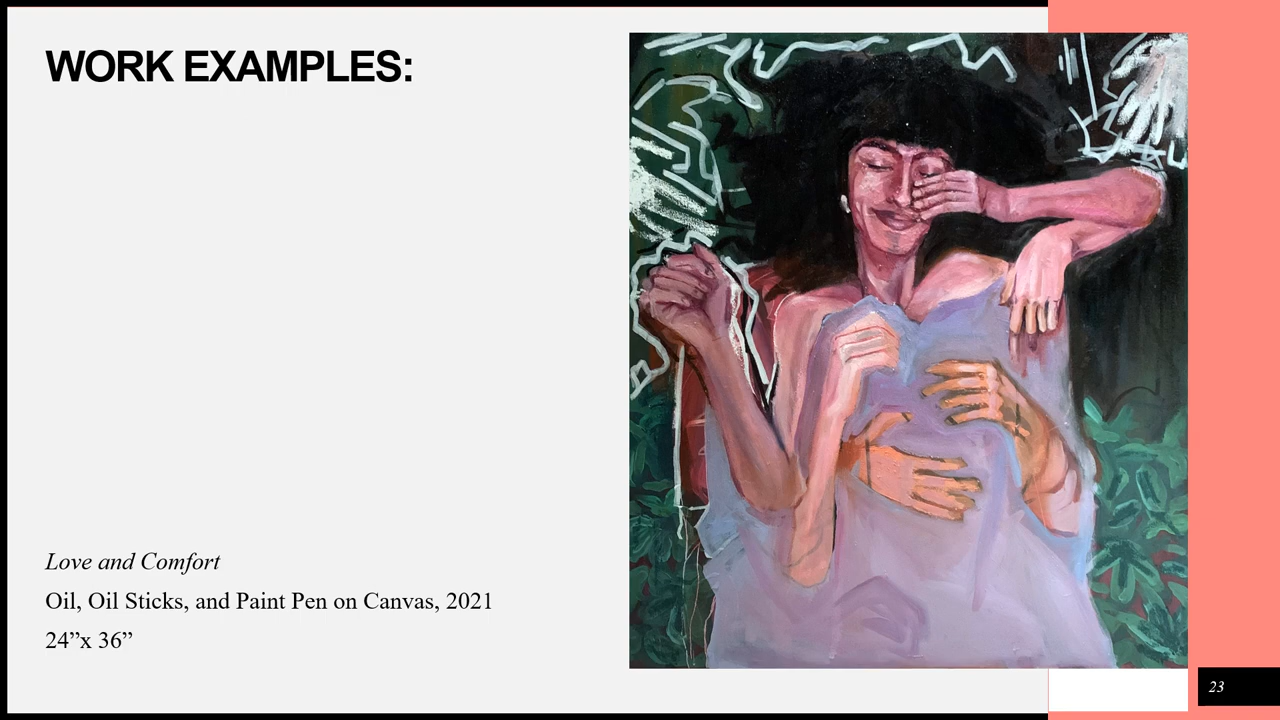 WORK EXAMPLES:
Love and Comfort
Oil, Oil Sticks, and Paint Pen on Canvas, 2021
24”x 36”
23